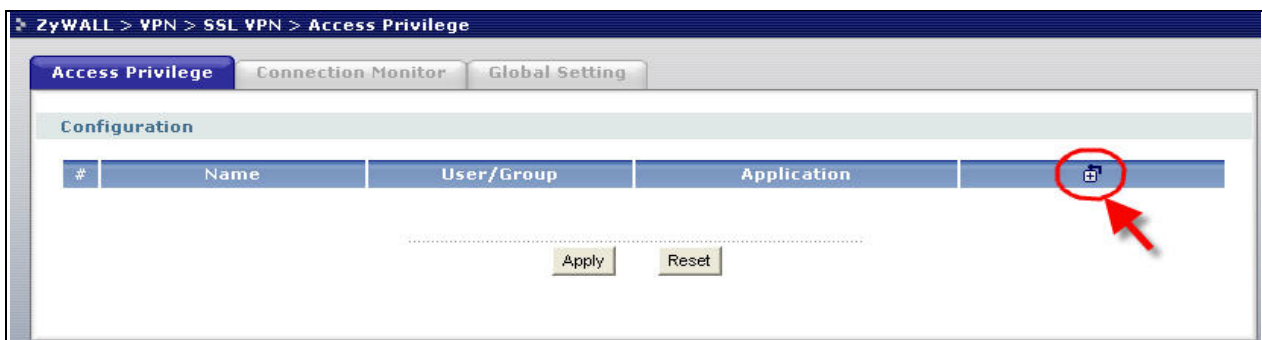 ZyWALL > VPN > SSL VPN > Access Privilege
Access Privilege Connection Monitor Global Setting
Configuration
# Name User/Group Application
Apply Reset